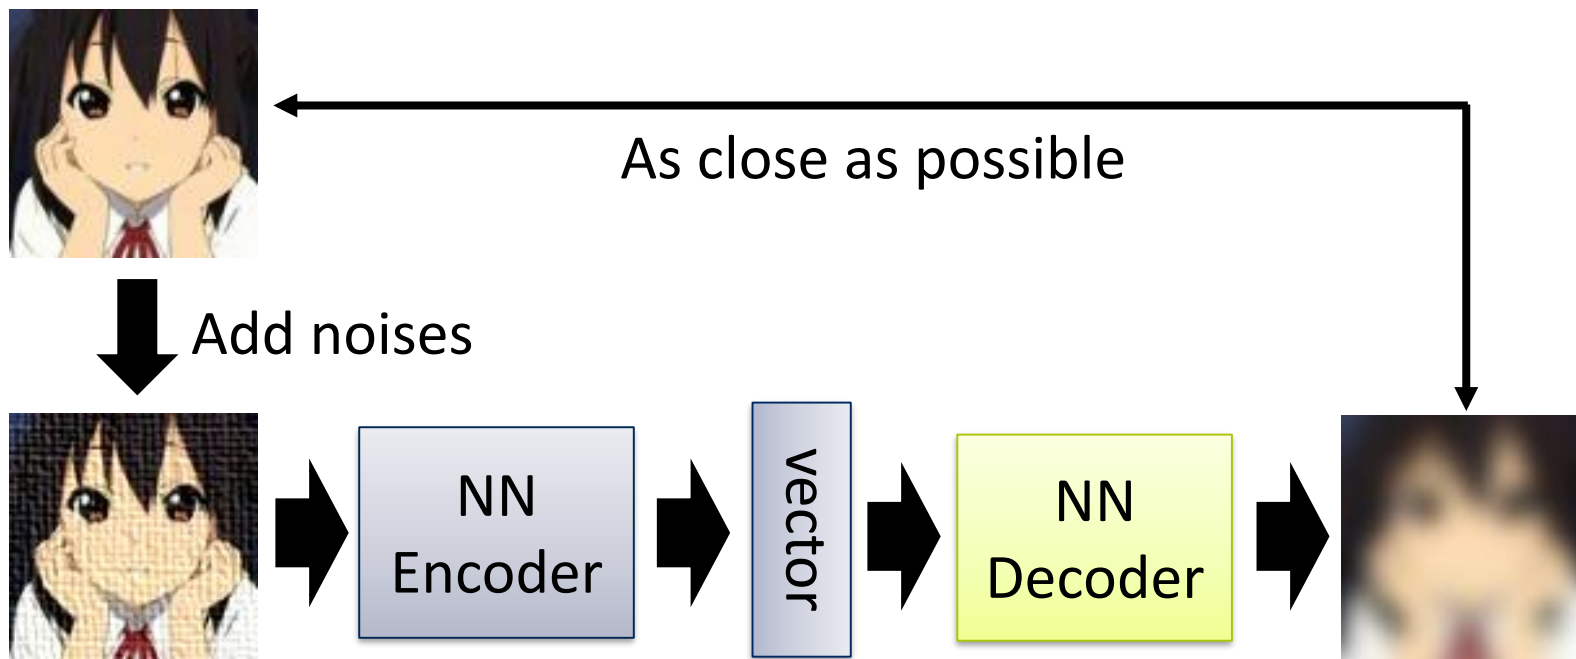 As close as possible
Add noises
NN
Encoder
vector
NN
Decoder